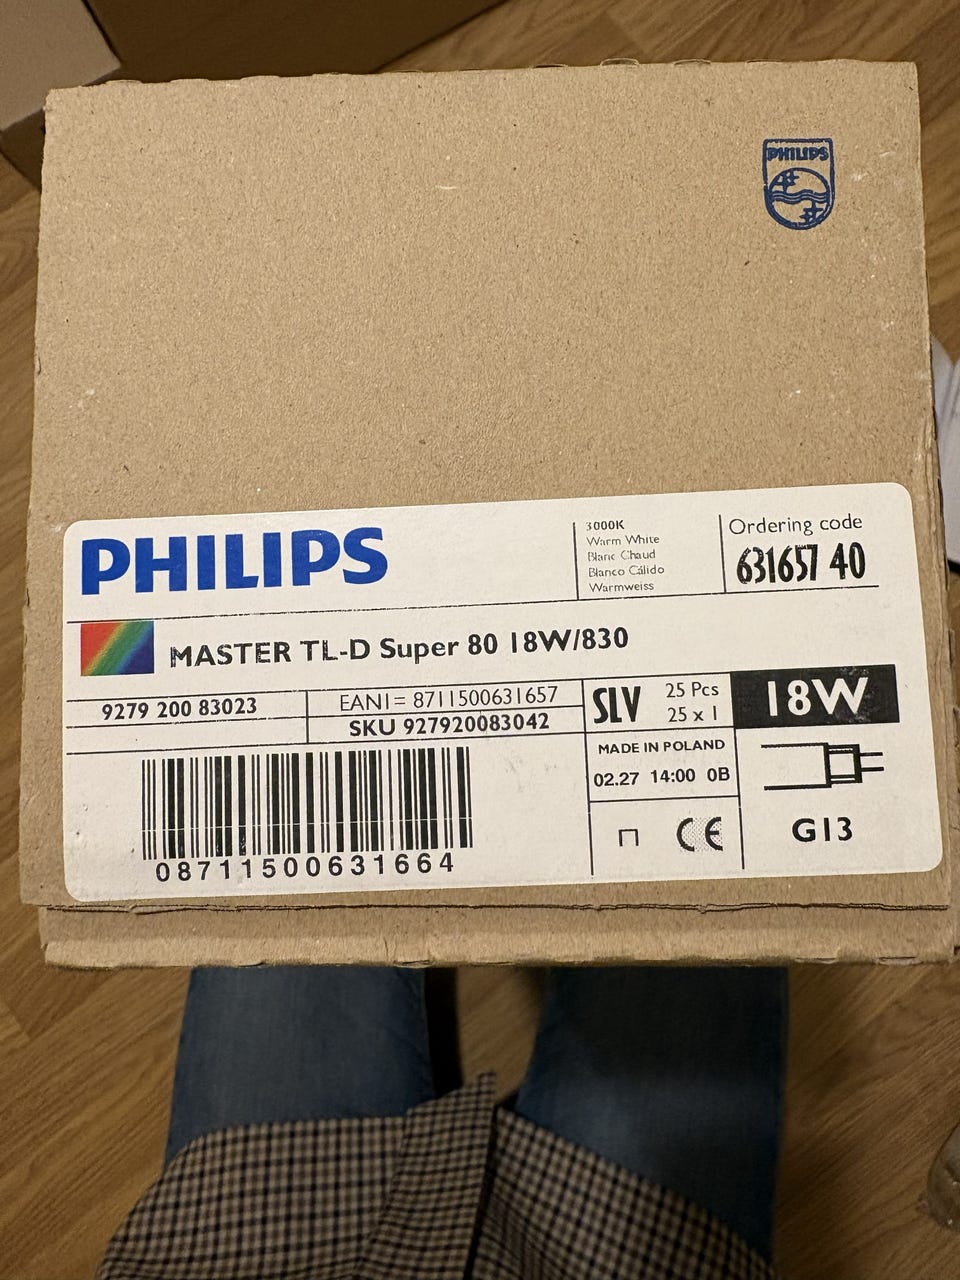 PHILIPS
PHILIPS
3000K
Warm White
Blanc Chaud
Blanco Cálido
Warmweiss
Ordering code
631657 40
MASTER TL-D Super 80 18W/830
9279 200 83023
EAN1= 8711500631657
SKU 927920083042
SLV
25 Pcs
25 x 1
18W
MADE IN POLAND
02.27 14:00 0B
CE
G13
08711500631664